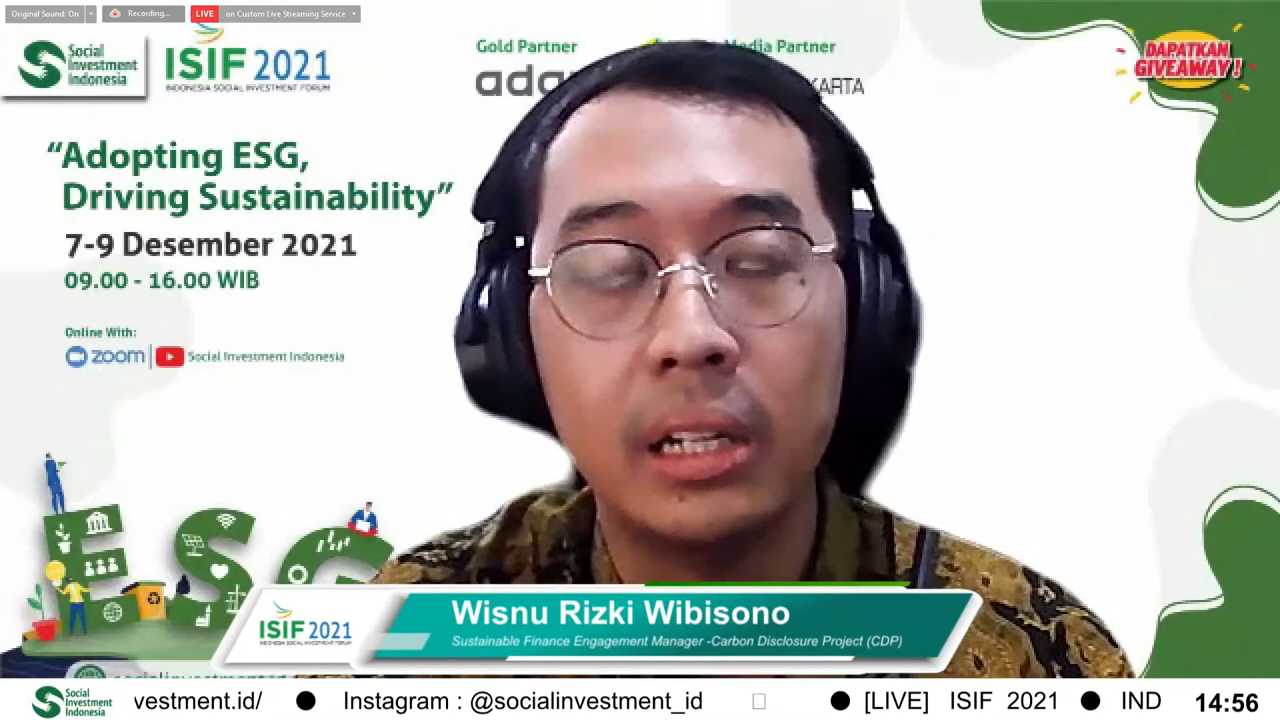 Original Sound: On
Recording...
LIVE
on Custom Live Streaming Service
Social
Investment
Indonesia
ISIF 2021
INDONESIA SOCIAL INVESTMENT FORUM
Gold Partner
Media Partner
DAPATKAN
GIVEAWAY !
“Adopting ESG,
Driving Sustainability”
7-9 Desember 2021
09.00 - 16.00 WIB
Online With:
zoom
Social Investment Indonesia
ESG
ISIF 2021
INDONESIA SOCIAL INVESTMENT FORUM
Wisnu Rizki Wibisono
Sustainable Finance Engagement Manager -Carbon Disclosure Project (CDP)
Social
Investment
Indonesia
vestment.id/ ● Instagram : @socialinvestment_id ● [LIVE] ISIF 2021 ● IND
14:56